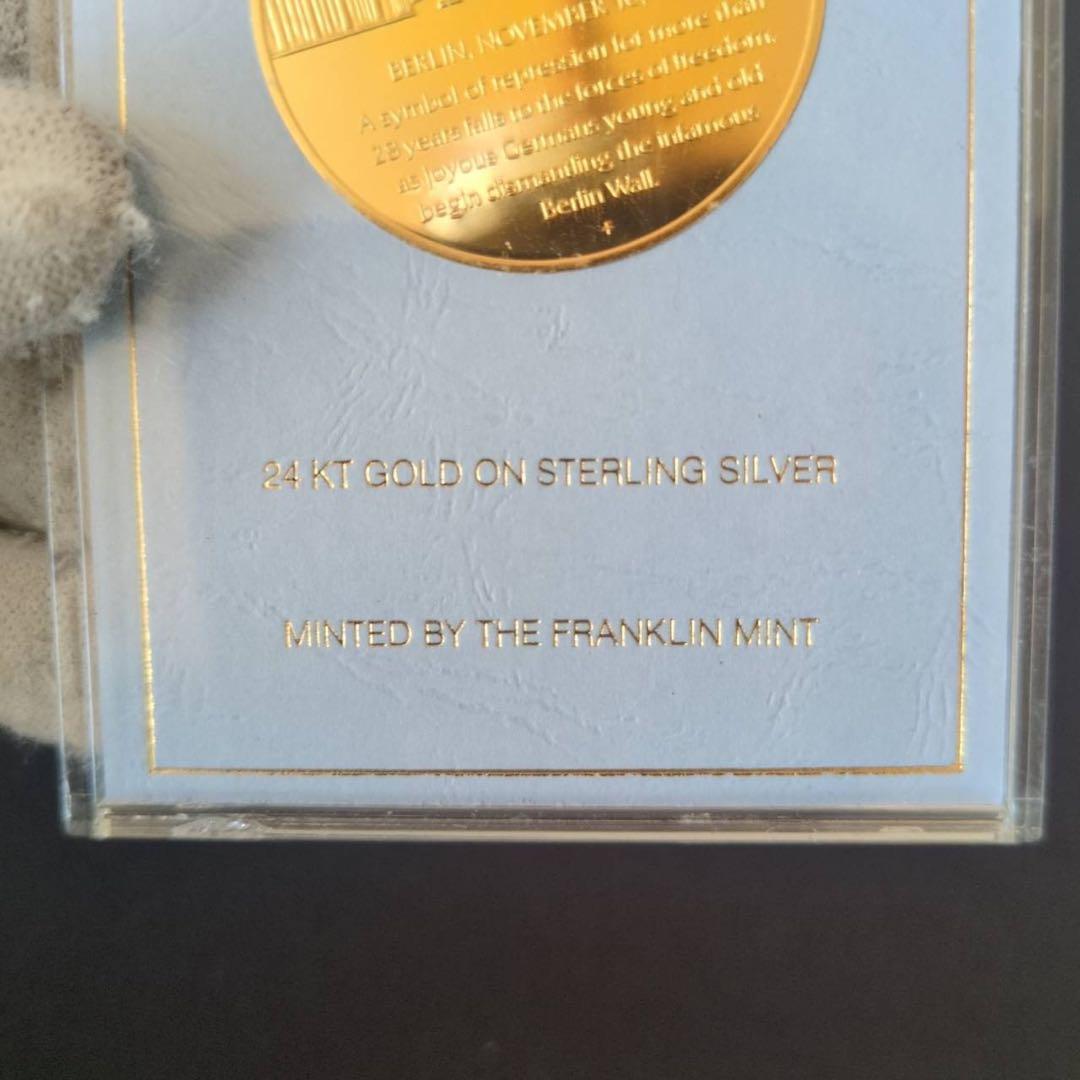 BERLIN, NOVEMBER
A symbol of repression for more than
28 years falls to the forces of freedom,
as joyous Germans young and old
begin dismantling the infamous
Berlin Wall.
24 KT GOLD ON STERLING SILVER
MINTED BY THE FRANKLIN MINT